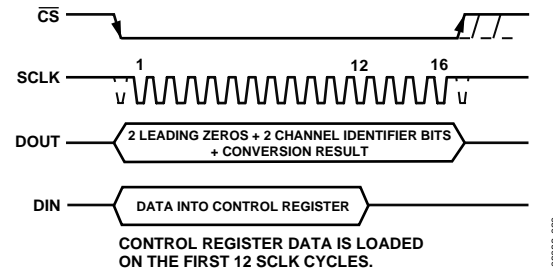 CS
SCLK
1
12
16
DOUT
2 LEADING ZEROS + 2 CHANNEL IDENTIFIER BITS
+ CONVERSION RESULT
DIN
DATA INTO CONTROL REGISTER
CONTROL REGISTER DATA IS LOADED
ON THE FIRST 12 SCLK CYCLES.